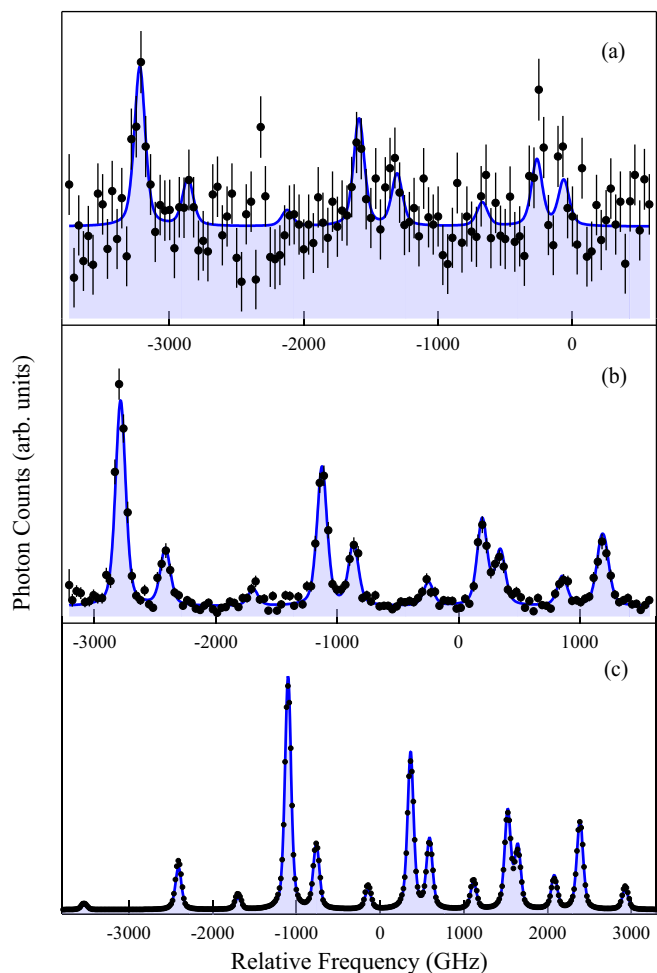 (a)
-3000 -2000 -1000 0
(b)
Photon Counts (arb. units)
-3000 -2000 -1000 0 1000
(c)
-3000 -2000 -1000 0 1000 2000 3000
Relative Frequency (GHz)